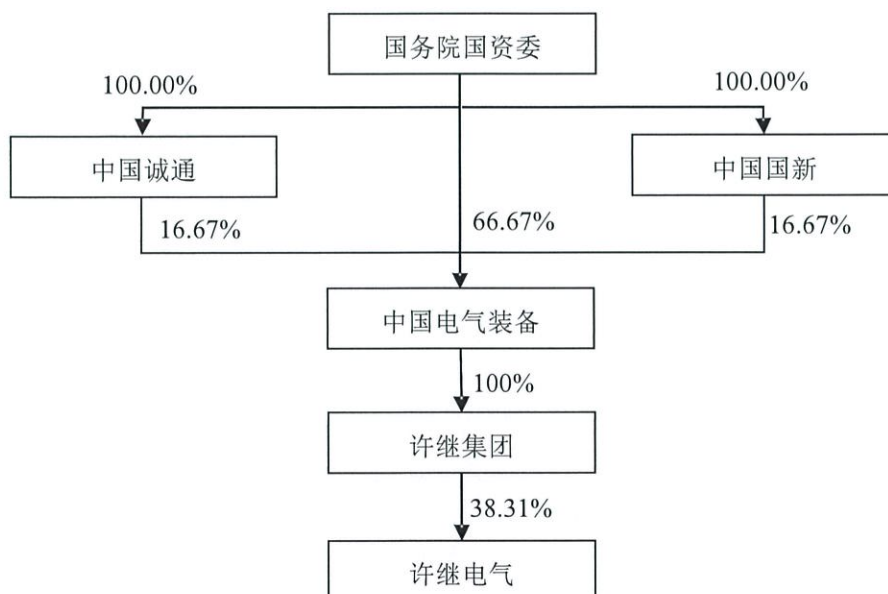 国务院国资委
100.00%
100.00%
中国诚通
中国国新
16.67%
66.67%
16.67%
中国电气装备
100%
许继集团
38.31%
许继电气